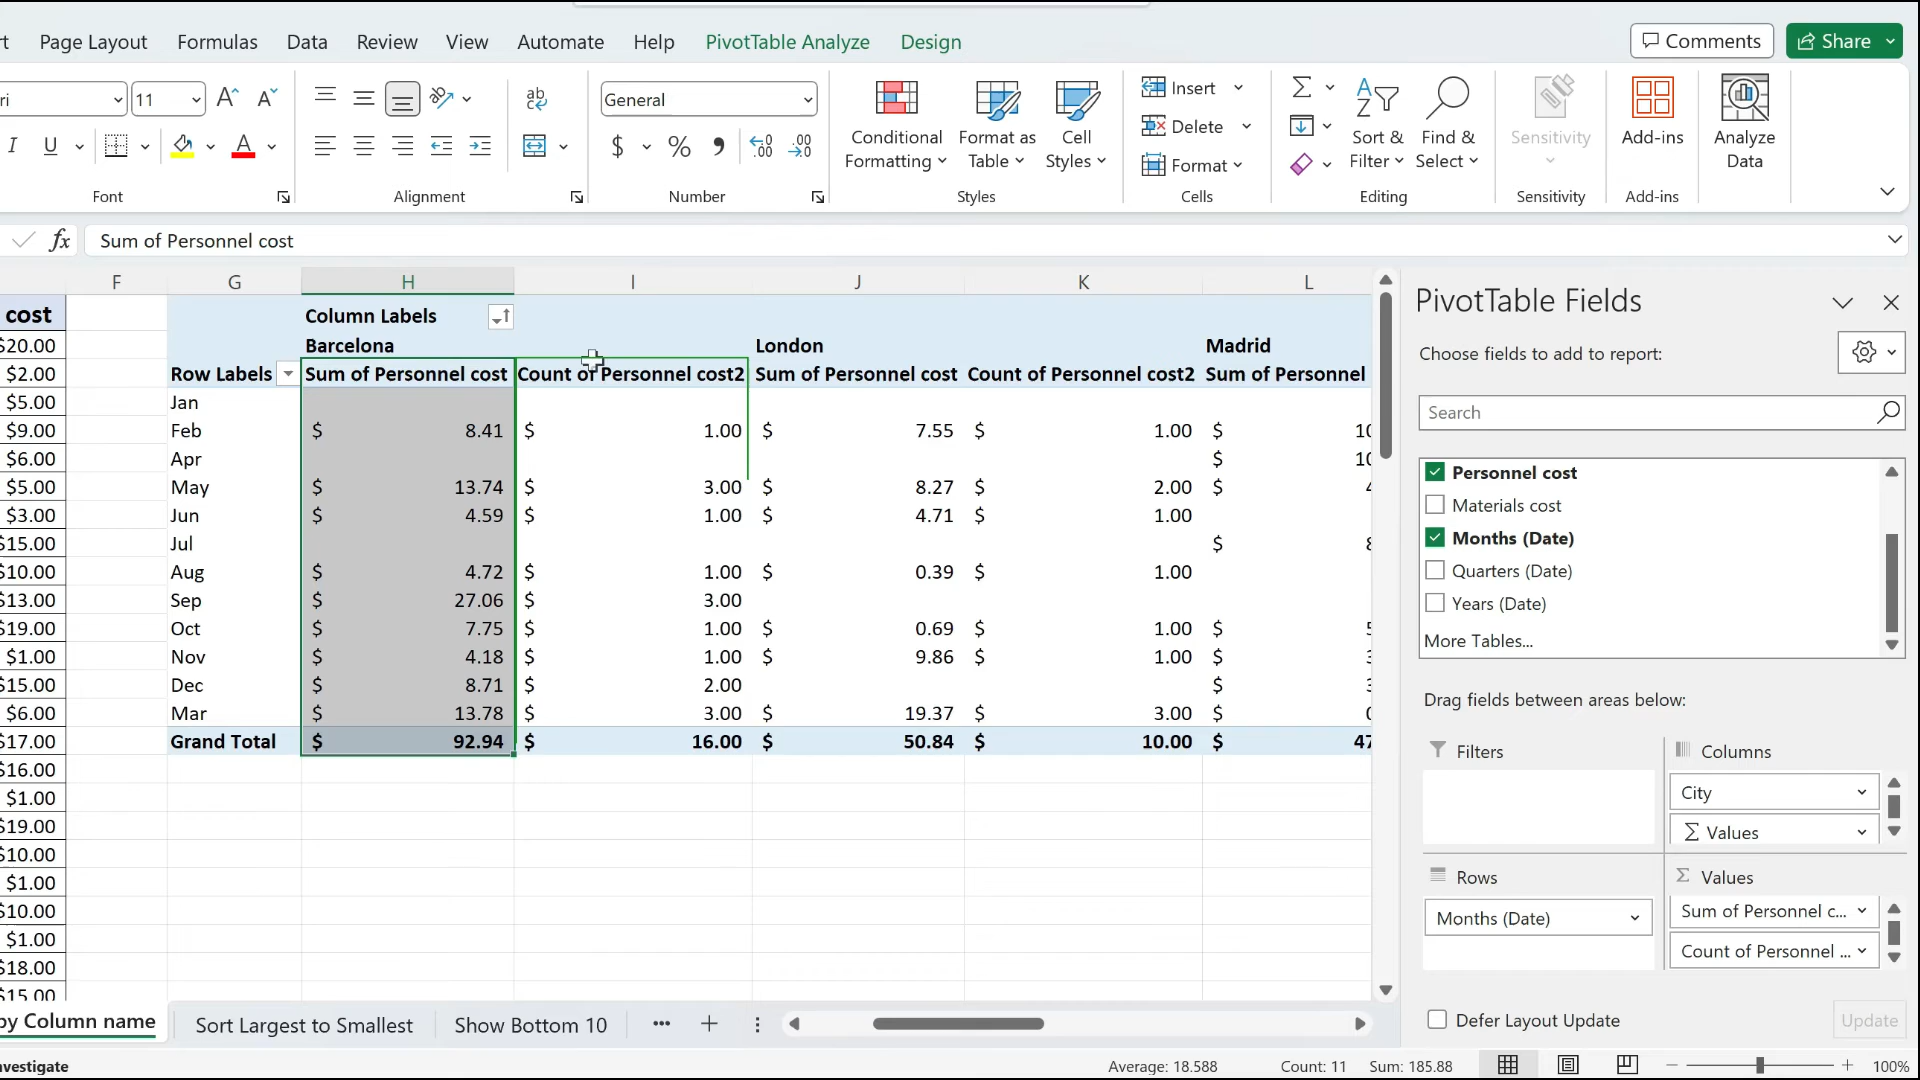 Page Layout Formulas Data Review View Automate Help PivotTable Analyze Design Comments Share
11 General
$ %
Conditional Formatting Format as Table Cell Styles
Insert
Delete
Format
Sort & Filter Find & Select Sensitivity Add-ins Analyze Data
Font Alignment Number Styles Cells Editing Sensitivity Add-ins
fx Sum of Personnel cost
F G H I J K L
cost Column Labels
$20.00 Barcelona London Madrid
$2.00 Row Labels Sum of Personnel cost Count of Personnel cost2 Sum of Personnel cost Count of Personnel cost2 Sum of Personnel
$5.00 Jan
$9.00 Feb $ 8.41 $ 1.00 $ 7.55 $ 1.00 $
$6.00 Apr $
$5.00 May $ 13.74 $ 3.00 $ 8.27 $ 2.00 $
$3.00 Jun $ 4.59 $ 1.00 $ 4.71 $ 1.00
$15.00 Jul $
$10.00 Aug $ 4.72 $ 1.00 $ 0.39 $ 1.00
$13.00 Sep $ 27.06 $ 3.00
$19.00 Oct $ 7.75 $ 1.00 $ 0.69 $ 1.00 $
$1.00 Nov $ 4.18 $ 1.00 $ 9.86 $ 1.00 $
$15.00 Dec $ 8.71 $ 2.00 $
$6.00 Mar $ 13.78 $ 3.00 $ 19.37 $ 3.00 $
$17.00 Grand Total $ 92.94 $ 16.00 $ 50.84 $ 10.00 $ 47
$16.00
$1.00
$19.00
$10.00
$1.00
$10.00
$1.00
$18.00
$15.00
PivotTable Fields
Choose fields to add to report:
Search
Personnel cost
Materials cost
Months (Date)
Quarters (Date)
Years (Date)
More Tables...
Drag fields between areas below:
Filters Columns
City
Σ Values
Rows Σ Values
Months (Date) Sum of Personnel c...
Count of Personnel ...
Defer Layout Update Update
by Column name Sort Largest to Smallest Show Bottom 10 ...
nvestigate Average: 18.588 Count: 11 Sum: 185.88 100%